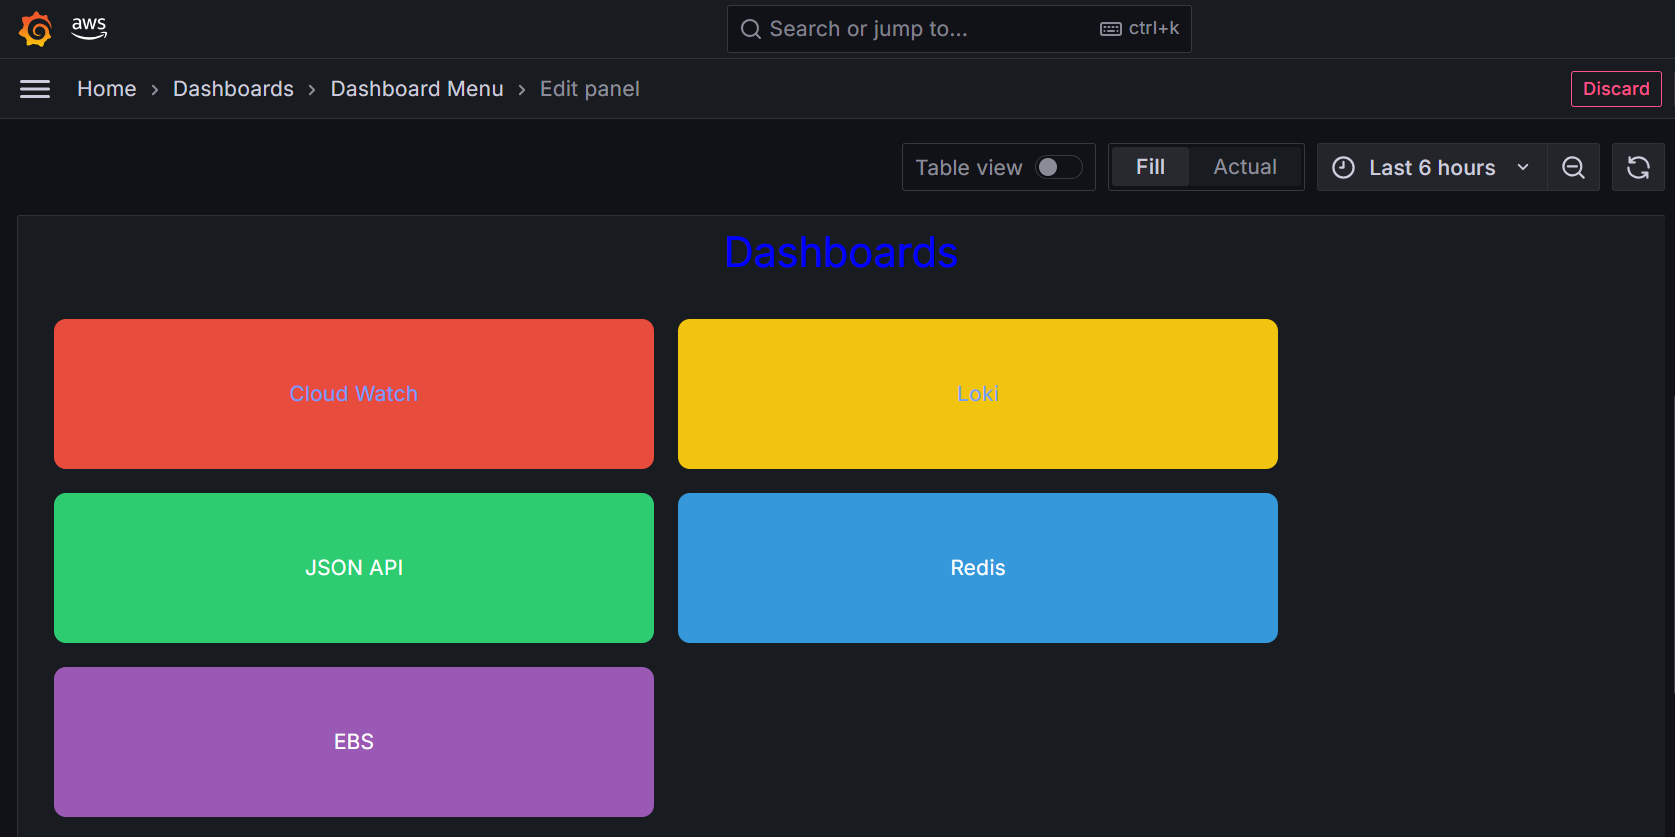 aws
Search or jump to...
ctrl+k
Home › Dashboards › Dashboard Menu › Edit panel
Discard
Table view
Fill
Actual
Last 6 hours
Dashboards
Cloud Watch
Loki
JSON API
Redis
EBS